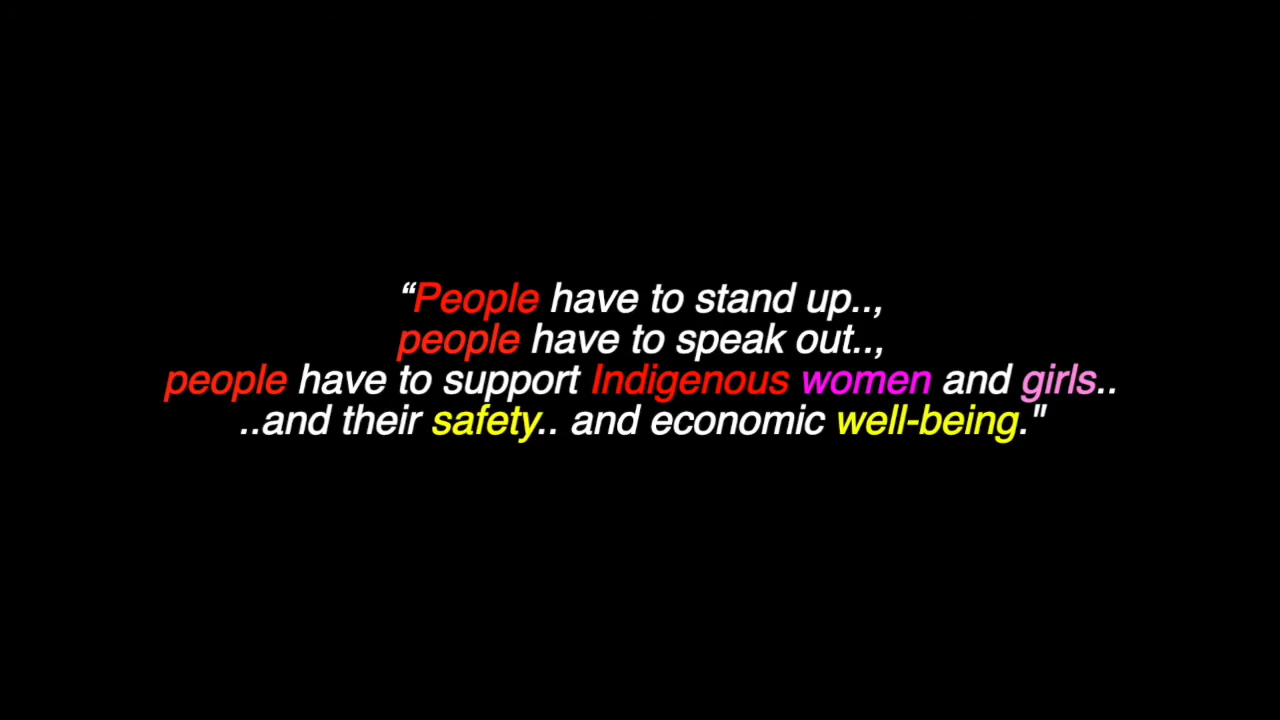 “People have to stand up..,
people have to speak out..,
people have to support Indigenous women and girls..
..and their safety.. and economic well-being."